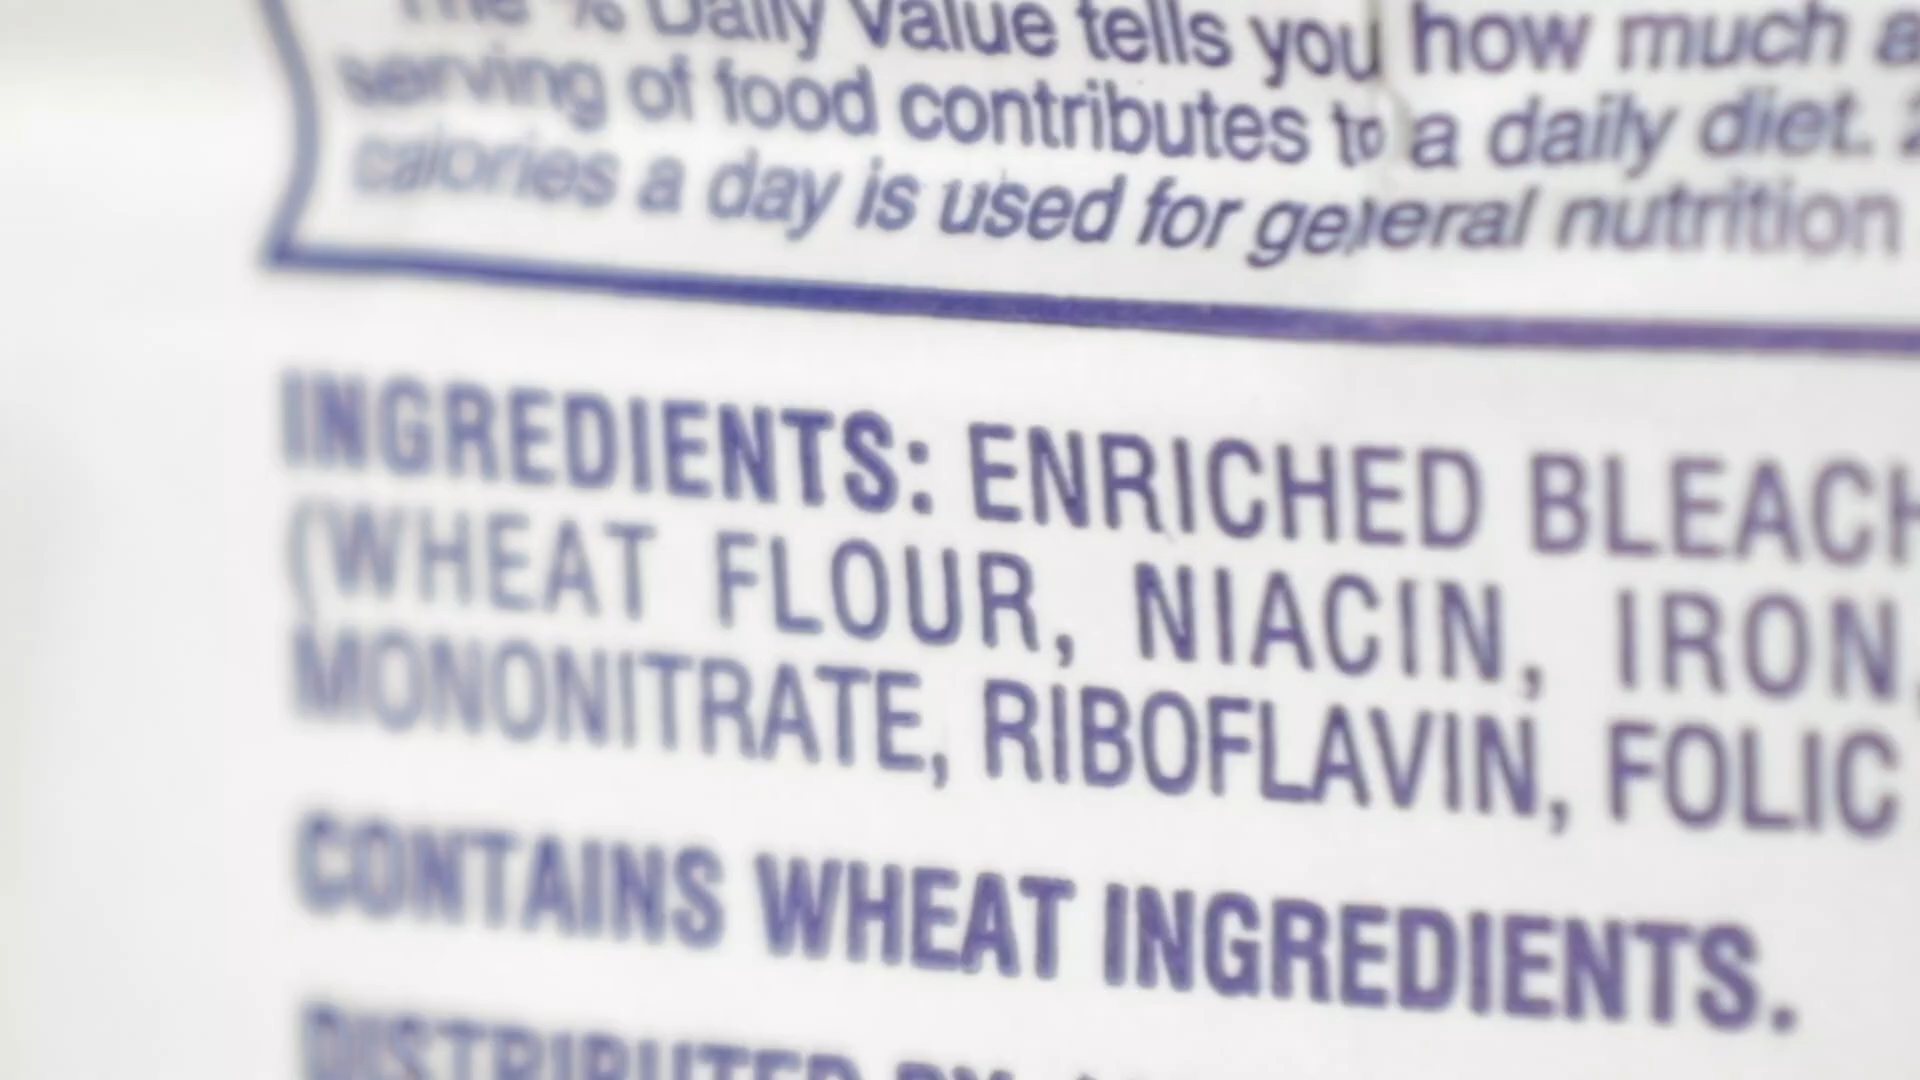 The % Daily Value tells you how much a
serving of food contributes to a daily diet. 2
calories a day is used for general nutrition
INGREDIENTS: ENRICHED BLEACH
(WHEAT FLOUR, NIACIN, IRON,
MONONITRATE, RIBOFLAVIN, FOLIC
CONTAINS WHEAT INGREDIENTS.
DISTRIBUTED BY